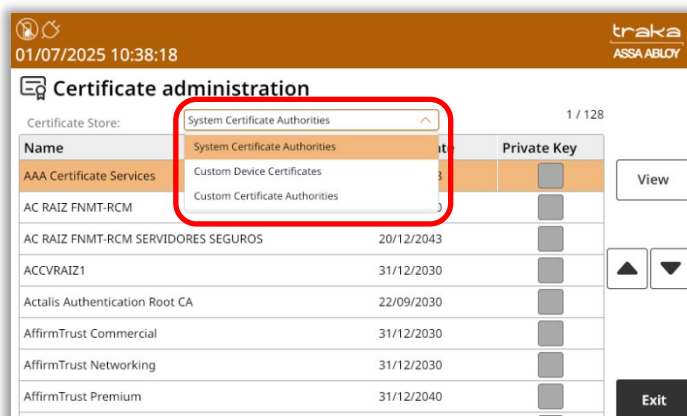 traka
01/07/2025 10:38:18
ASSA ABLOY
Certificate administration
Certificate Store:
System Certificate Authorities
1 / 128
System Certificate Authorities
Custom Device Certificates
Custom Certificate Authorities
Name
Private Key
AAA Certificate Services
View
AC RAIZ FNMT-RCM
AC RAIZ FNMT-RCM SERVIDORES SEGUROS 20/12/2043
ACCVRAIZ1 31/12/2030
Actalis Authentication Root CA 22/09/2030
AffirmTrust Commercial 31/12/2030
AffirmTrust Networking 31/12/2030
AffirmTrust Premium 31/12/2040
Exit